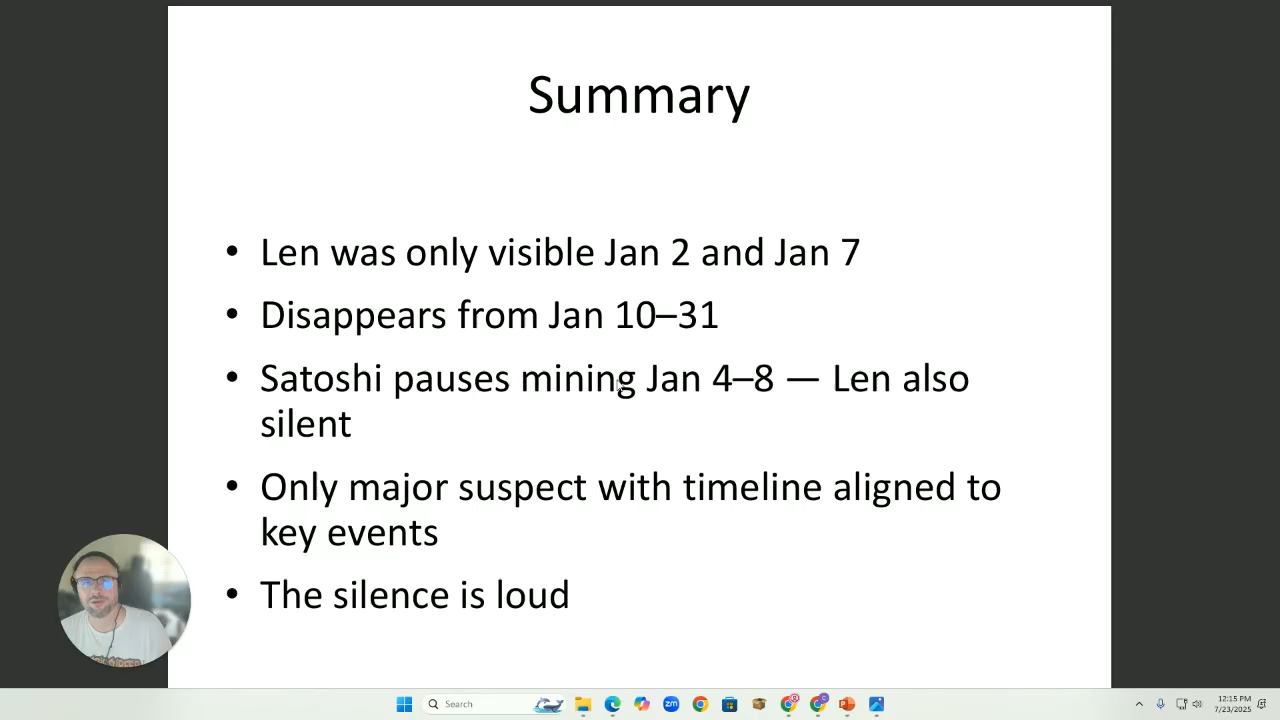 Summary
• Len was only visible Jan 2 and Jan 7
• Disappears from Jan 10–31
• Satoshi pauses mining Jan 4–8 — Len also
silent
• Only major suspect with timeline aligned to
key events
• The silence is loud
Search
zm
12:15 PM
7/23/2025